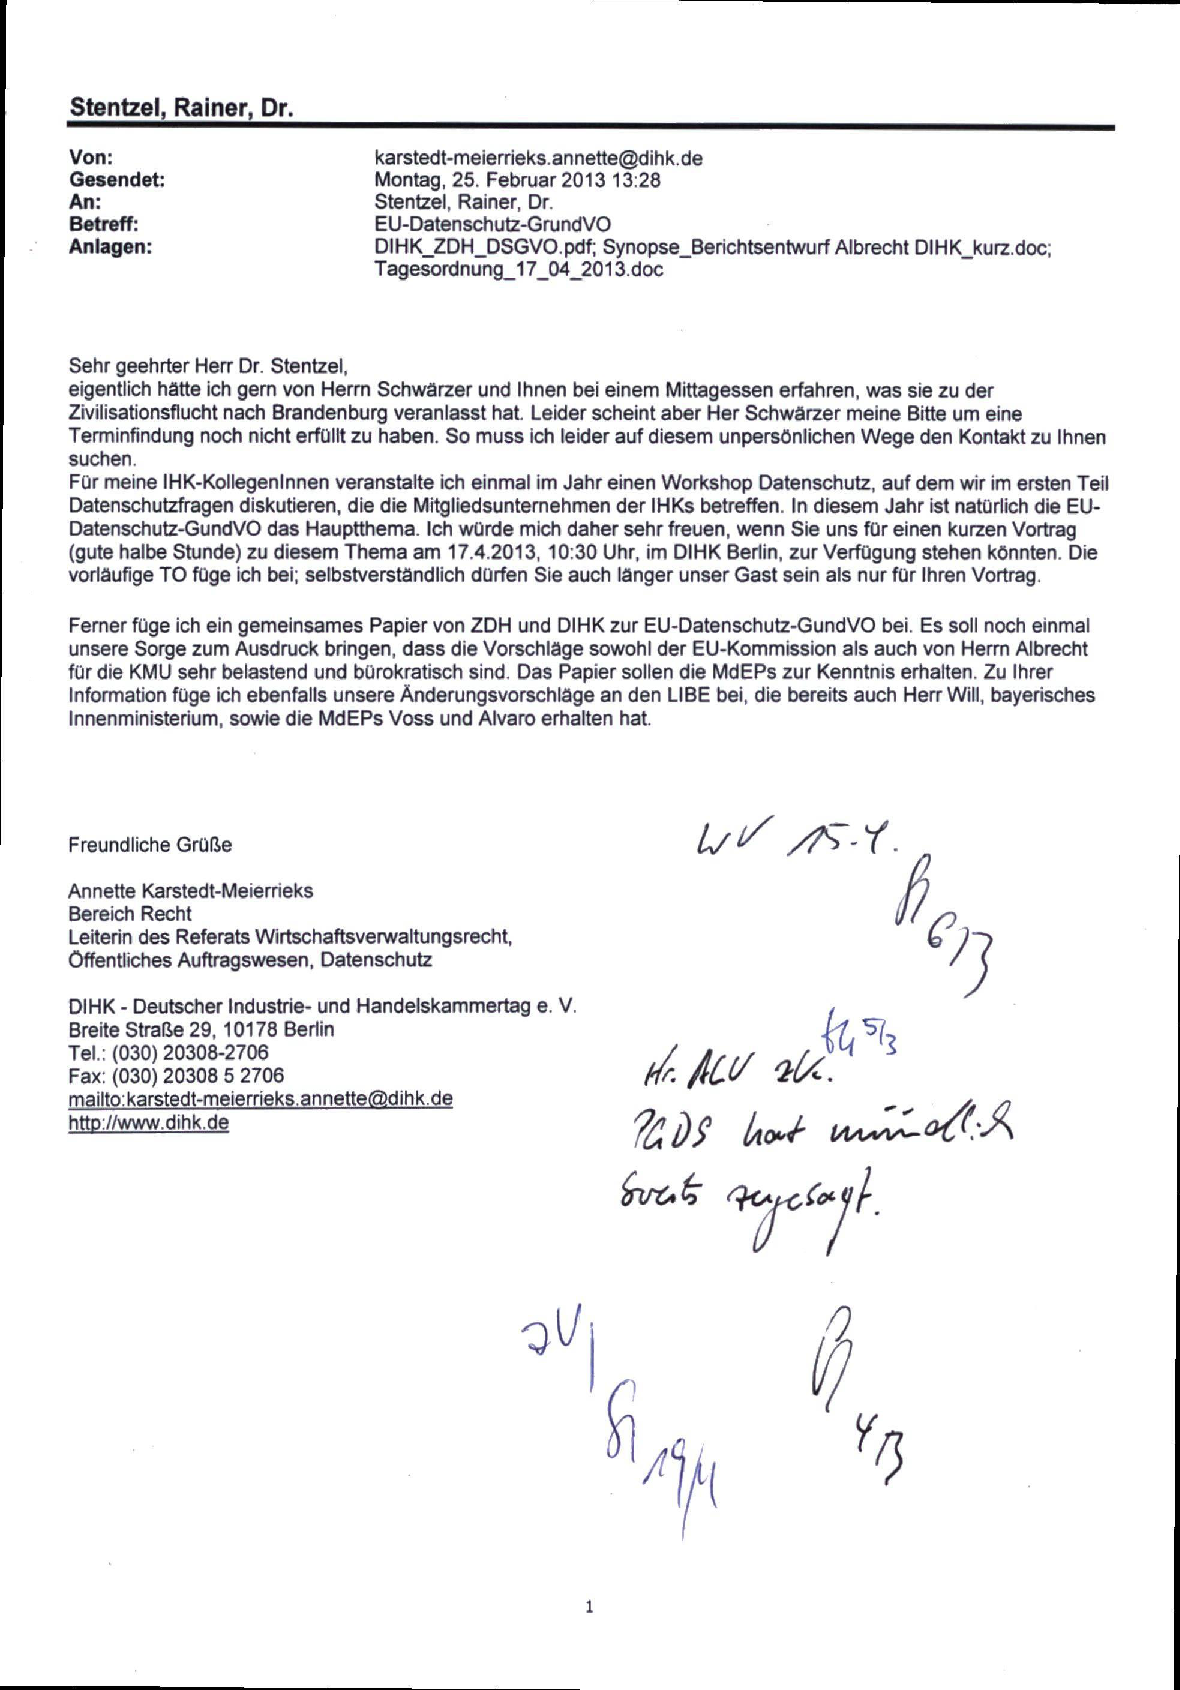 Stentzel, Rainer, Dr.
Von: karstedt-meierrieks.annette@dihk.de
Gesendet: Montag, 25. Februar 2013 13:28
An: Stentzel, Rainer, Dr.
Betreff: EU-Datenschutz-GrundVO
Anlagen: DIHK_ZDH_DSGVO.pdf; Synopse_Berichtsentwurf Albrecht DIHK_kurz.doc;
Tagesordnung_17_04_2013.doc
Sehr geehrter Herr Dr. Stentzel,
eigentlich hätte ich gern von Herrn Schwärzer und Ihnen bei einem Mittagessen erfahren, was sie zu der
Zivilisationsflucht nach Brandenburg veranlasst hat. Leider scheint aber Her Schwärzer meine Bitte um eine
Terminfindung noch nicht erfüllt zu haben. So muss ich leider auf diesem unpersönlichen Wege den Kontakt zu Ihnen
suchen.
Für meine IHK-KollegenInnen veranstalte ich einmal im Jahr einen Workshop Datenschutz, auf dem wir im ersten Teil
Datenschutzfragen diskutieren, die die Mitgliedsunternehmen der IHKs betreffen. In diesem Jahr ist natürlich die EU-
Datenschutz-GundVO das Hauptthema. Ich würde mich daher sehr freuen, wenn Sie uns für einen kurzen Vortrag
(gute halbe Stunde) zu diesem Thema am 17.4.2013, 10:30 Uhr, im DIHK Berlin, zur Verfügung stehen könnten. Die
vorläufige TO füge ich bei; selbstverständlich dürfen Sie auch länger unser Gast sein als nur für Ihren Vortrag.
Ferner füge ich ein gemeinsames Papier von ZDH und DIHK zur EU-Datenschutz-GundVO bei. Es soll noch einmal
unsere Sorge zum Ausdruck bringen, dass die Vorschläge sowohl der EU-Kommission als auch von Herrn Albrecht
für die KMU sehr belastend und bürokratisch sind. Das Papier sollen die MdEPs zur Kenntnis erhalten. Zu Ihrer
Information füge ich ebenfalls unsere Änderungsvorschläge an den LIBE bei, die bereits auch Herr Will, bayerisches
Innenministerium, sowie die MdEPs Voss und Alvaro erhalten hat.
Freundliche Grüße
Annette Karstedt-Meierrieks
Bereich Recht
Leiterin des Referats Wirtschaftsverwaltungsrecht,
Öffentliches Auftragswesen, Datenschutz
DIHK - Deutscher Industrie- und Handelskammertag e. V.
Breite Straße 29, 10178 Berlin
Tel.: (030) 20308-2706
Fax: (030) 20308 5 2706
mailto:karstedt-meierrieks.annette@dihk.de
http://www.dihk.de
WV 15.4.
6/3
5/3
Hr. ALV zK.
PGDS hat mündlich
bereits zugesagt.
zVg
4/3
19/4
1